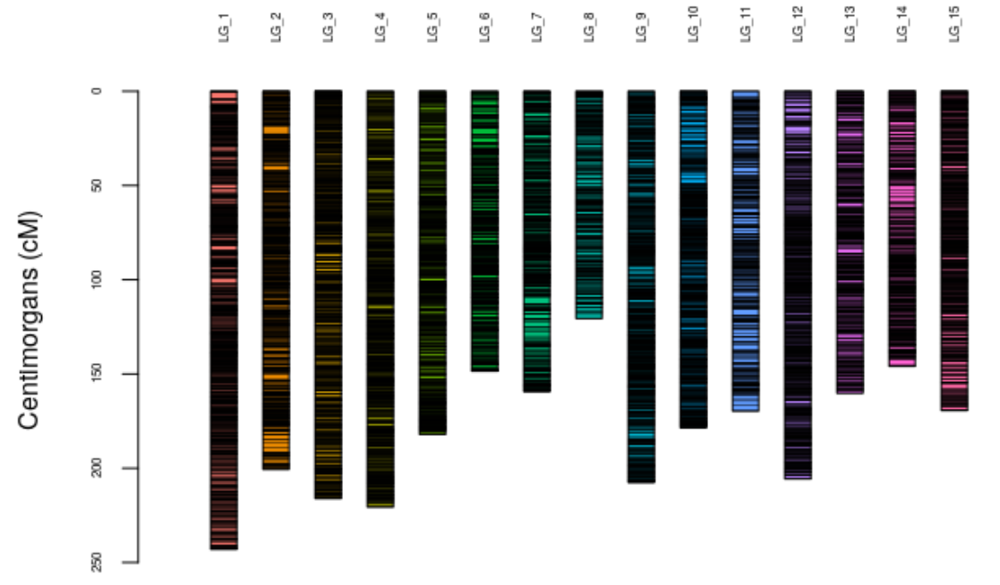 LG_1
LG_2
LG_3
LG_4
LG_5
LG_6
LG_7
LG_8
LG_9
LG_10
LG_11
LG_12
LG_13
LG_14
LG_15
Centimorgans (cM)
0
50
100
150
200
250